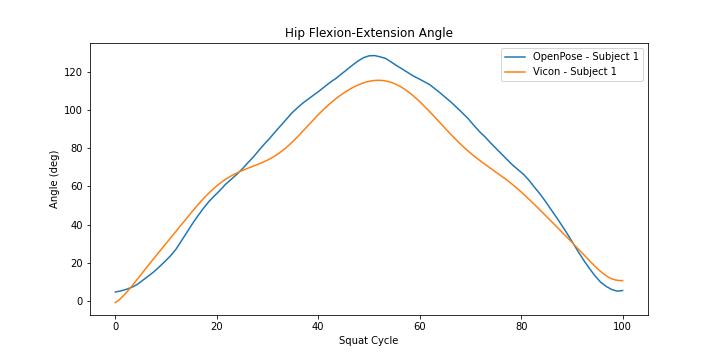 Hip Flexion-Extension Angle
OpenPose - Subject 1
Vicon - Subject 1
Angle (deg)
120
100
80
60
40
20
0
0 20 40 60 80 100
Squat Cycle